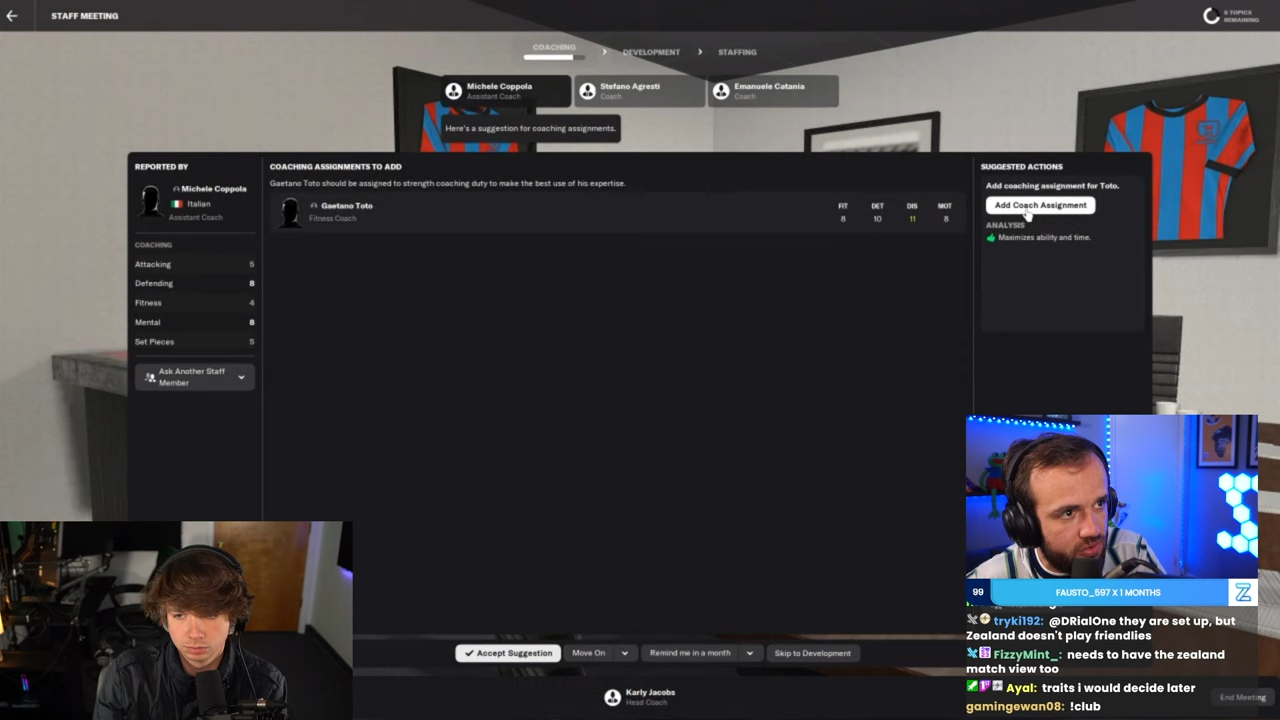 STAFF MEETING
TOPICS
REMAINING
COACHING
DEVELOPMENT
STAFFING
Michele Coppola
Assistant Coach
Stefano Agresti
Coach
Emanuele Catania
Coach
Here's a suggestion for coaching assignments.
REPORTED BY
Michele Coppola
Italian
Assistant Coach
COACHING
Attacking 5
Defending 8
Fitness 4
Mental 8
Set Pieces 5
Ask Another Staff
Member
COACHING ASSIGNMENTS TO ADD
Gaetano Toto should be assigned to strength coaching duty to make the best use of his expertise.
Gaetano Toto
Fitness Coach
FIT DET DIS MOT
8 10 11 8
SUGGESTED ACTIONS
Add coaching assignment for Toto.
Add Coach Assignment
ANALYSIS
Maximizes ability and time.
Accept Suggestion
Move On
Remind me in a month
Skip to Development
Karly Jacobs
Head Coach
End Meeting
99 FAUSTO_597 X 1 MONTHS Z
tryki192: @DRialOne they are set up, but
Zealand doesn't play friendlies
FizzyMint_: needs to have the zealand
match view too
Ayal: traits i would decide later
gamingewan08: !club